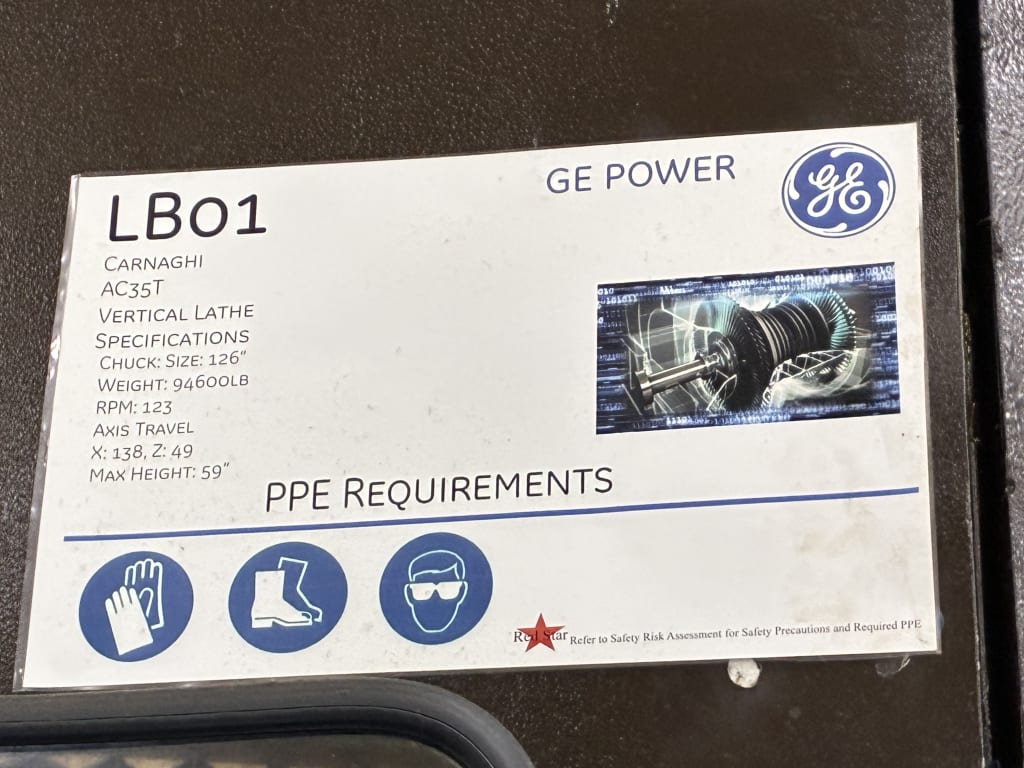 GE POWER
GE
LB01
CARNAGHI
AC35T
VERTICAL LATHE
SPECIFICATIONS
CHUCK: SIZE: 126"
WEIGHT: 94600LB
RPM: 123
AXIS TRAVEL
X: 138, Z: 49
MAX HEIGHT: 59"
PPE REQUIREMENTS
Red Star Refer to Safety Risk Assessment for Safety Precautions and Required PPE